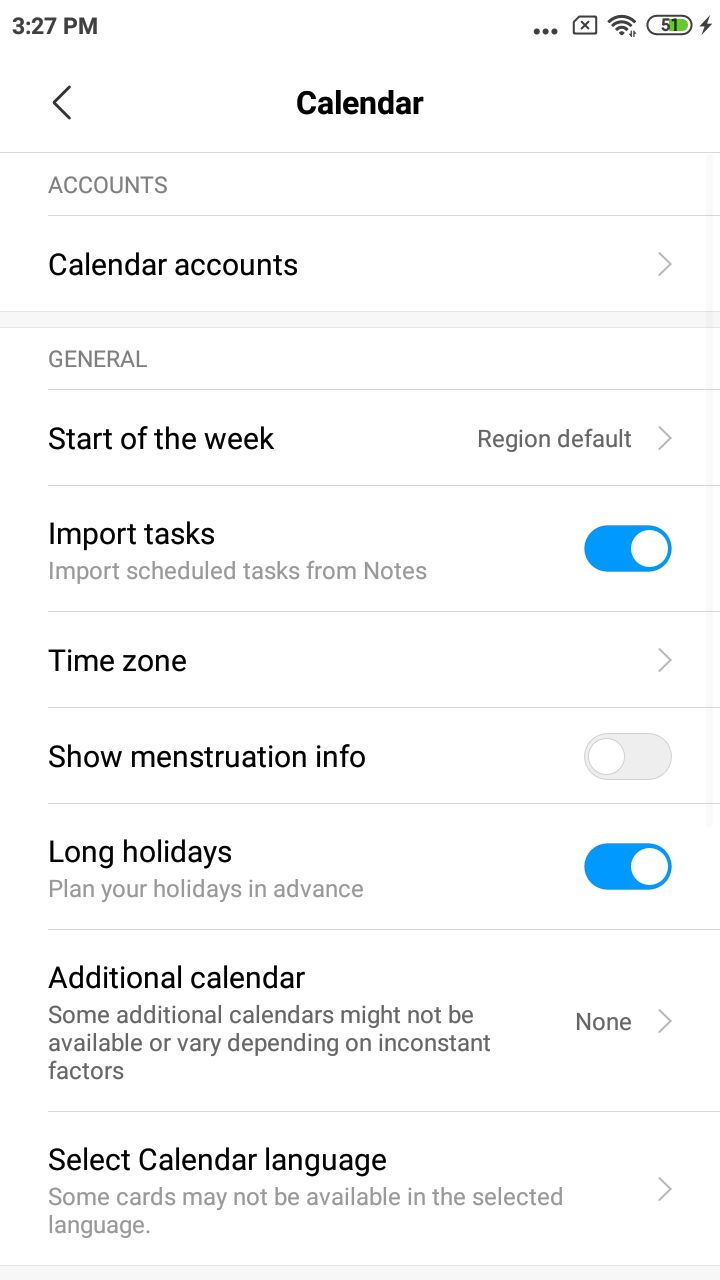 3:27 PM
51
Calendar
ACCOUNTS
Calendar accounts
GENERAL
Start of the week
Region default
Import tasks
Import scheduled tasks from Notes
Time zone
Show menstruation info
Long holidays
Plan your holidays in advance
Additional calendar
Some additional calendars might not be
available or vary depending on inconstant
factors
None
Select Calendar language
Some cards may not be available in the selected
language.